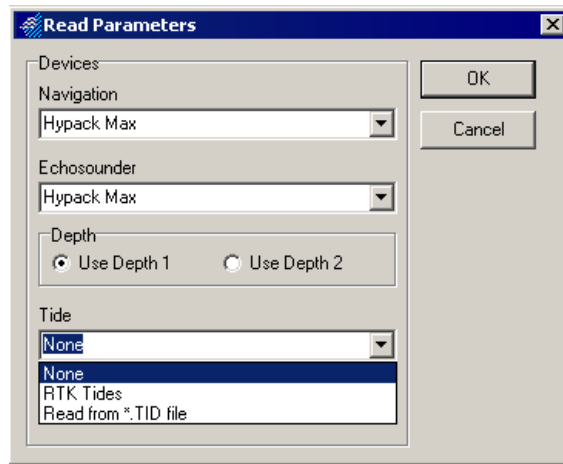 Read Parameters
Devices
Navigation
Hypack Max
Echosounder
Hypack Max
Depth
Use Depth 1 Use Depth 2
Tide
None
None
RTK Tides
Read from *.TID file
OK
Cancel